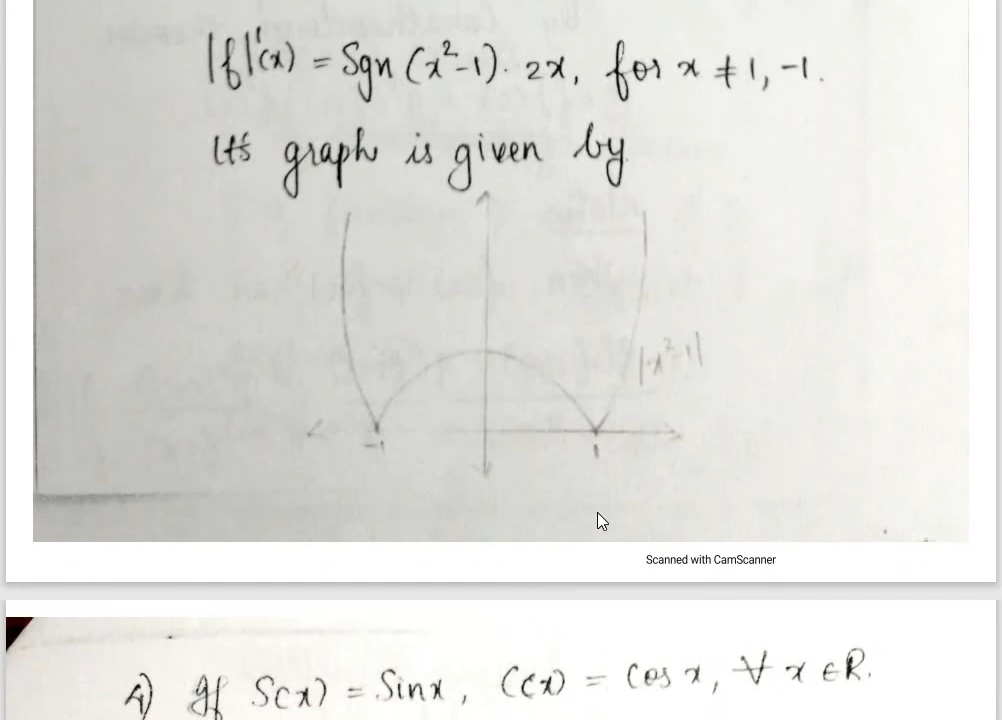 |f|'(x) = Sgn (x²-1). 2x, for x ≠ 1, -1.
It's graph is given by
|x²-1|
-1
1
Scanned with CamScanner
4) If S(x) = Sinx, C(x) = Cos x, ∀ x ∈ R.